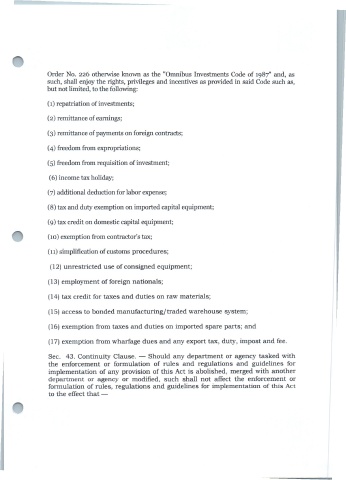 Order No. 226 otherwise known as the "Omnibus Investments Code of 1987" and, as
such, shall enjoy the rights, privileges and incentives as provided in said Code such as,
but not limited, to the following:
(1) repatriation of investments;
(2) remittance of earnings;
(3) remittance of payments on foreign contracts;
(4) freedom from expropriations;
(5) freedom from requisition of investment;
(6) income tax holiday;
(7) additional deduction for labor expense;
(8) tax and duty exemption on imported capital equipment;
(9) tax credit on domestic capital equipment;
(10) exemption from contractor's tax;
(11) simplification of customs procedures;
(12) unrestricted use of consigned equipment;
(13) employment of foreign nationals;
(14) tax credit for taxes and duties on raw materials;
(15) access to bonded manufacturing/traded warehouse system;
(16) exemption from taxes and duties on imported spare parts; and
(17) exemption from wharfage dues and any export tax, duty, impost and fee.
Sec. 43. Continuity Clause. — Should any department or agency tasked with
the enforcement or formulation of rules and regulations and guidelines for
implementation of any provision of this Act is abolished, merged with another
department or agency or modified, such shall not affect the enforcement or
formulation of rules, regulations and guidelines for implementation of this Act
to the effect that —